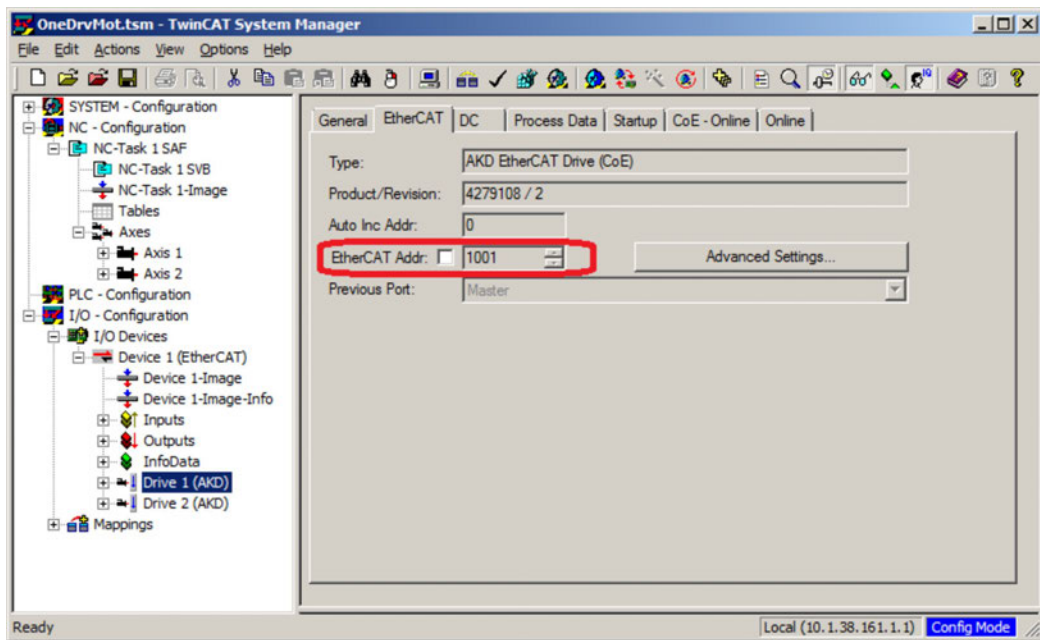 OneDrvMot.tsm - TwinCAT System Manager
File Edit Actions View Options Help
SYSTEM - Configuration
NC - Configuration
NC-Task 1 SAF
NC-Task 1 SVB
NC-Task 1-Image
Tables
Axes
Axis 1
Axis 2
PLC - Configuration
I/O - Configuration
I/O Devices
Device 1 (EtherCAT)
Device 1-Image
Device 1-Image-Info
Inputs
Outputs
InfoData
Drive 1 (AKD)
Drive 2 (AKD)
Mappings
General EtherCAT DC Process Data Startup CoE - Online Online
Type: AKD EtherCAT Drive (CoE)
Product/Revision: 4279108 / 2
Auto Inc Addr: 0
EtherCAT Addr: 1001 Advanced Settings...
Previous Port: Master
Ready Local (10.1.38.161.1.1) Config Mode